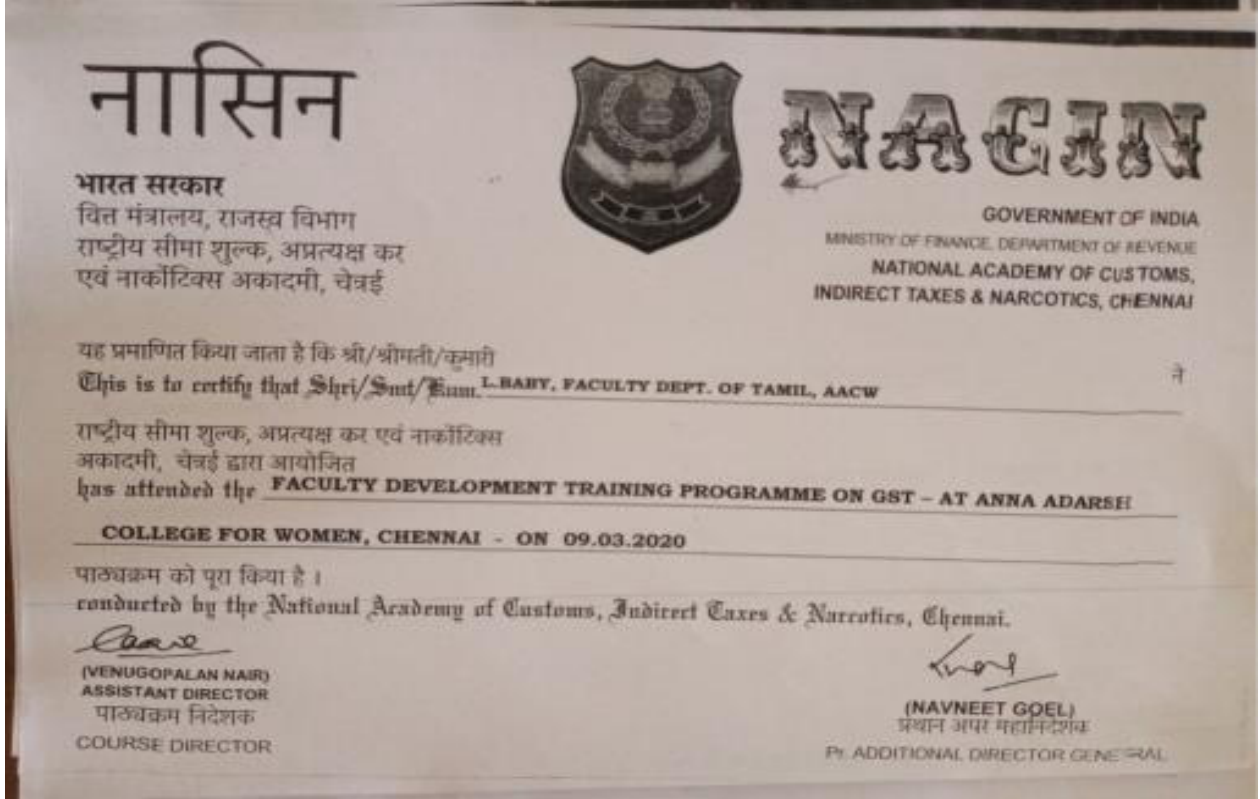 नासिन
NACIN
भारत सरकार
वित्त मंत्रालय, राजस्व विभाग
राष्ट्रीय सीमा शुल्क, अप्रत्यक्ष कर
एवं नार्कोटिक्स अकादमी, चेन्नई
GOVERNMENT OF INDIA
MINISTRY OF FINANCE, DEPARTMENT OF REVENUE
NATIONAL ACADEMY OF CUSTOMS,
INDIRECT TAXES & NARCOTICS, CHENNAI
यह प्रमाणित किया जाता है कि श्री/श्रीमती/कुमारी ने
This is to certify that Shri/Smt/Kum. L.BABY, FACULTY DEPT. OF TAMIL, AACW
राष्ट्रीय सीमा शुल्क, अप्रत्यक्ष कर एवं नार्कोटिक्स
अकादमी, चेन्नई द्वारा आयोजित
has attended the FACULTY DEVELOPMENT TRAINING PROGRAMME ON GST – AT ANNA ADARSH
COLLEGE FOR WOMEN, CHENNAI - ON 09.03.2020
पाठ्यक्रम को पूरा किया है ।
conducted by the National Academy of Customs, Indirect Taxes & Narcotics, Chennai.
(VENUGOPALAN NAIR)
ASSISTANT DIRECTOR
पाठ्यक्रम निदेशक
COURSE DIRECTOR
(NAVNEET GOEL)
प्रधान अपर महानिदेशक
Pr. ADDITIONAL DIRECTOR GENERAL